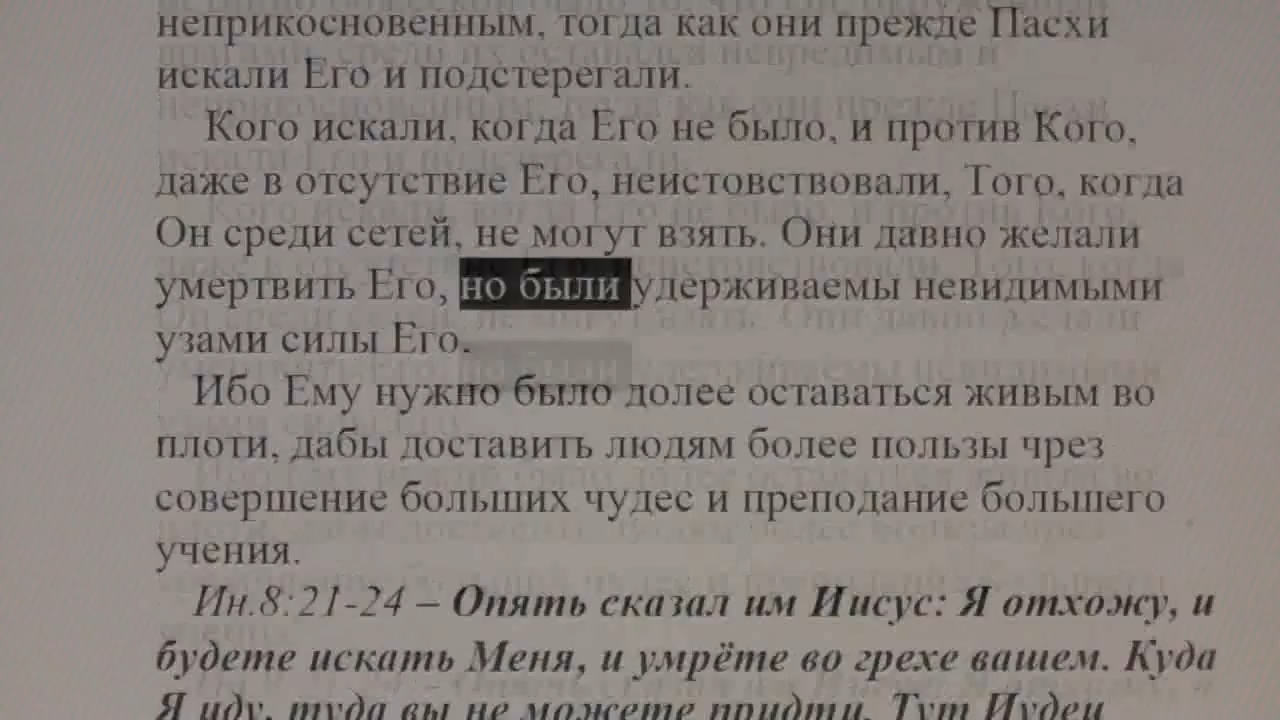 неприкосновенным, тогда как они прежде Пасхи
искали Его и подстерегали.
Кого искали, когда Его не было, и против Кого,
даже в отсутствие Его, неистовствовали, Того, когда
Он среди сетей, не могут взять. Они давно желали
умертвить Его, но были удерживаемы невидимыми
узами силы Его.
Ибо Ему нужно было долее оставаться живым во
плоти, дабы доставить людям более пользы чрез
совершение больших чудес и преподание большего
учения.
Ин.8:21-24 – Опять сказал им Иисус: Я отхожу, и
будете искать Меня, и умрёте во грехе вашем. Куда
Я иду, туда вы не можете придти. Тут Иудеи